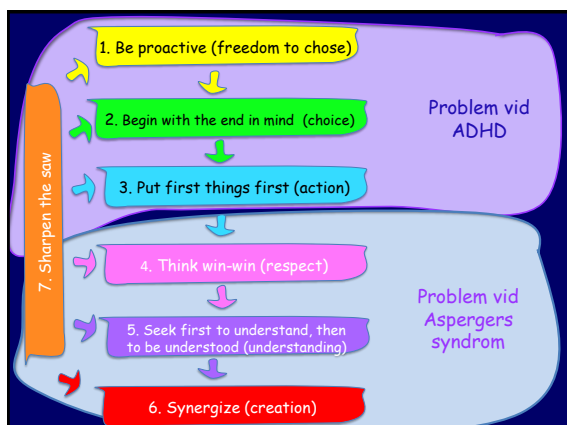 1. Be proactive (freedom to chose)
2. Begin with the end in mind (choice)
3. Put first things first (action)
Problem vid
ADHD
7. Sharpen the saw
4. Think win-win (respect)
5. Seek first to understand, then
to be understood (understanding)
6. Synergize (creation)
Problem vid
Aspergers
syndrom